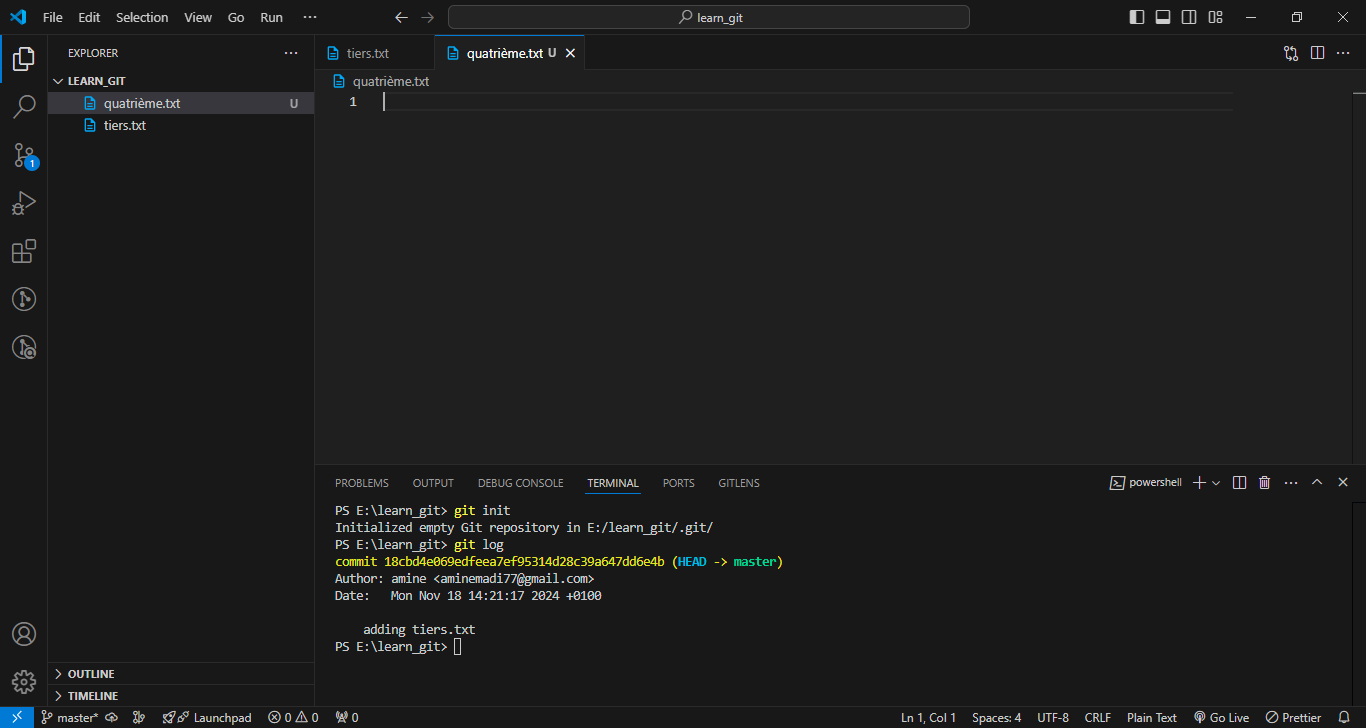 File Edit Selection View Go Run ···
learn_git
EXPLORER ···
LEARN_GIT
quatrième.txt U
tiers.txt
1
tiers.txt
quatrième.txt U
···
quatrième.txt
1
PROBLEMS OUTPUT DEBUG CONSOLE TERMINAL PORTS GITLENS
powershell ···
PS E:\learn_git> git init
Initialized empty Git repository in E:/learn_git/.git/
PS E:\learn_git> git log
commit 18cbd4e069edfeea7ef95314d28c39a647dd6e4b (HEAD -> master)
Author: amine <aminemadi77@gmail.com>
Date:   Mon Nov 18 14:21:17 2024 +0100
adding tiers.txt
PS E:\learn_git>
OUTLINE
TIMELINE
master* Launchpad 0 0 0
Ln 1, Col 1 Spaces: 4 UTF-8 CRLF Plain Text Go Live Prettier